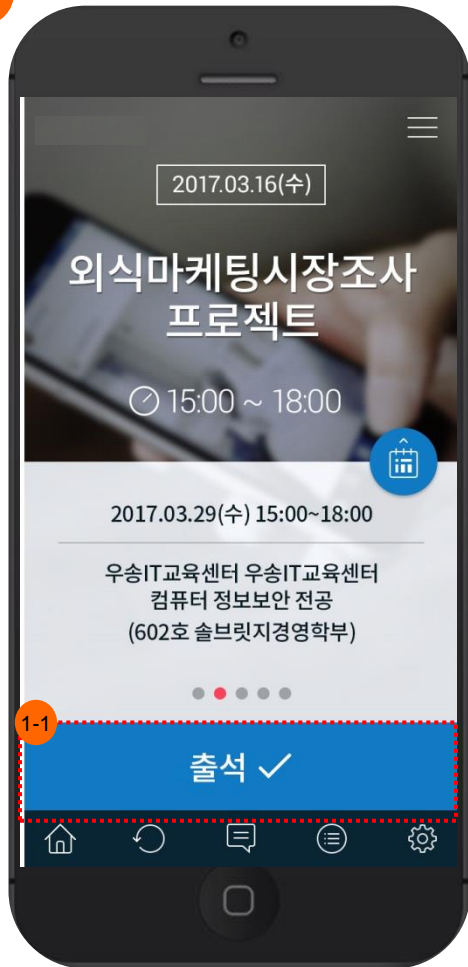 2017.03.16(수)
외식마케팅시장조사
프로젝트
15:00 ~ 18:00
2017.03.29(수) 15:00~18:00
우송IT교육센터 우송IT교육센터
컴퓨터 정보보안 전공
(602호 솔브릿지경영학부)
1-1
출석